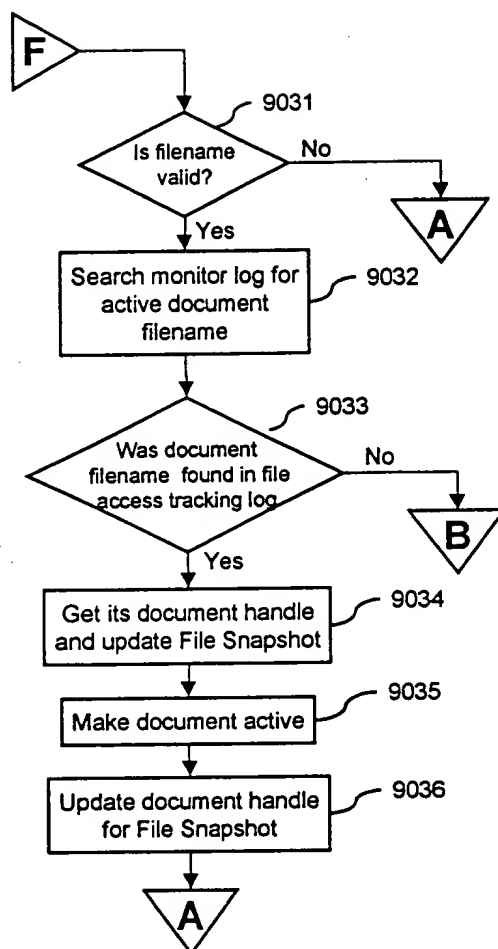 F
9031
Is filename
valid?
No
A
Yes
Search monitor log for
active document
filename
9032
9033
Was document
filename found in file
access tracking log
No
B
Yes
Get its document handle
and update File Snapshot
9034
Make document active
9035
Update document handle
for File Snapshot
9036
A